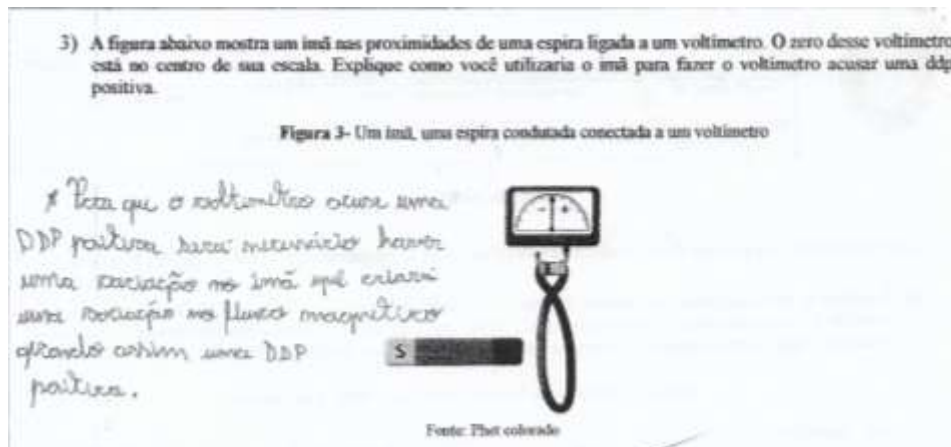 3) A figura abaixo mostra um imã nas proximidades de uma espira ligada a um voltímetro. O zero desse voltímetro
está no centro de sua escala. Explique como você utilizaria o imã para fazer o voltímetro acusar uma ddp
positiva.
Figura 3- Um imã, uma espira condutada conectada a um voltímetro
* Para que o voltímetro acuse uma
DDP positiva será necessário haver
uma variação no imã que criará
uma variação no fluxo magnético
gerando assim uma DDP
positiva.
- +
S
Fonte: Phet colorado